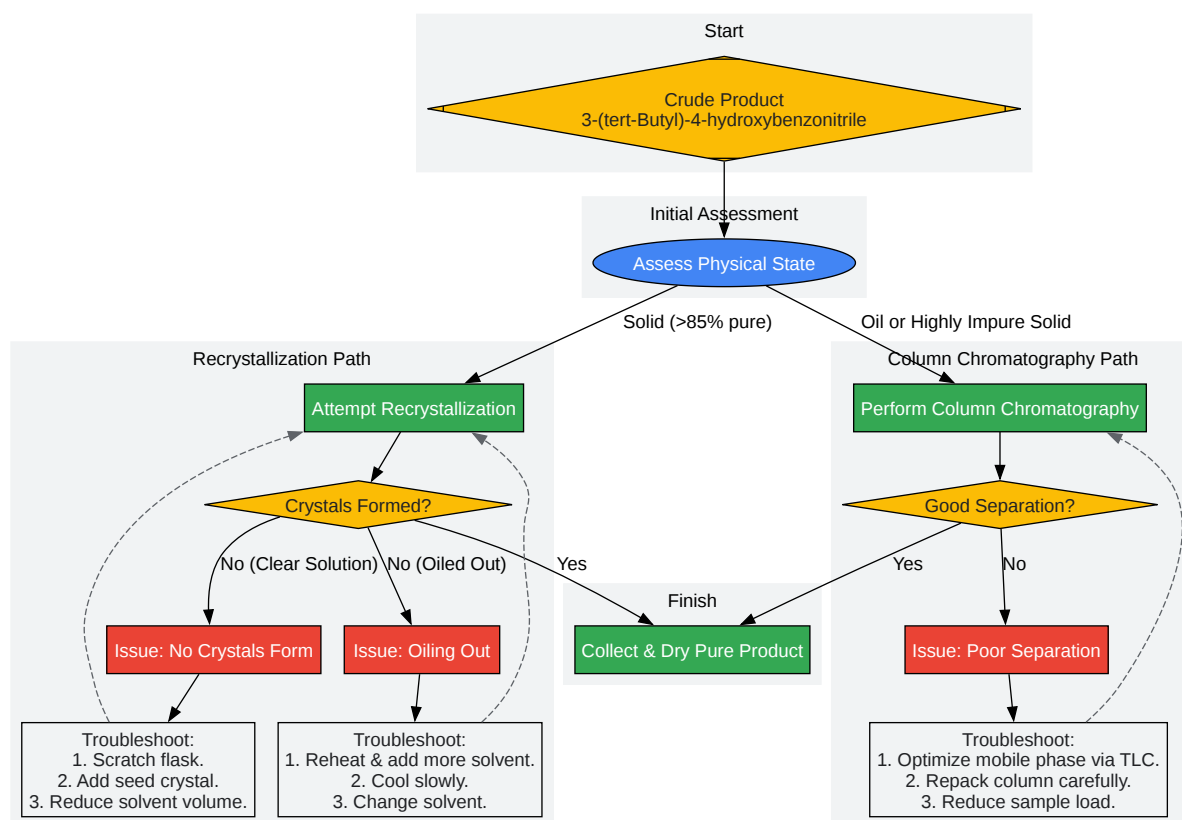 Start
Crude Product
3-(tert-Butyl)-4-hydroxybenzonitrile
Initial Assessment
Assess Physical State
Solid (>85% pure)
Oil or Highly Impure Solid
Recrystallization Path
Column Chromatography Path
Attempt Recrystallization
Perform Column Chromatography
Crystals Formed?
Good Separation?
No (Clear Solution)
No (Oiled Out)
Yes
Yes
No
Finish
Issue: No Crystals Form
Issue: Oiling Out
Collect & Dry Pure Product
Issue: Poor Separation
Troubleshoot:
1. Scratch flask.
2. Add seed crystal.
3. Reduce solvent volume.
Troubleshoot:
1. Reheat & add more solvent.
2. Cool slowly.
3. Change solvent.
Troubleshoot:
1. Optimize mobile phase via TLC.
2. Repack column carefully.
3. Reduce sample load.